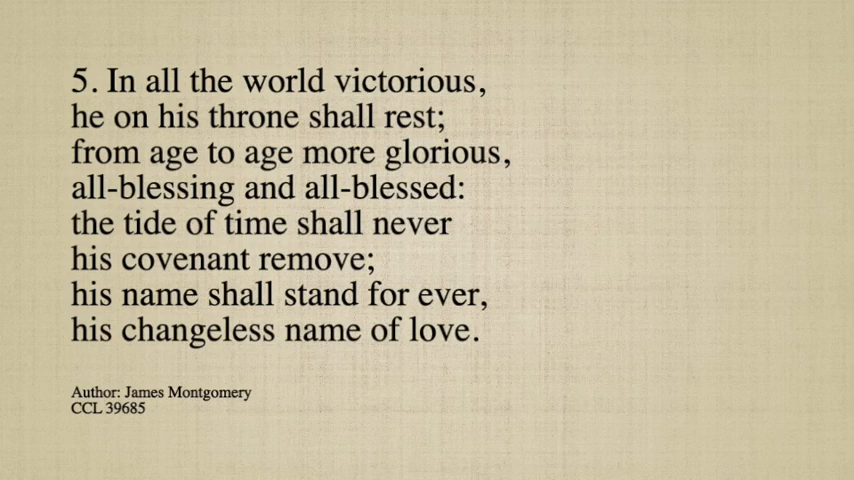 5. In all the world victorious,
he on his throne shall rest;
from age to age more glorious,
all-blessing and all-blessed:
the tide of time shall never
his covenant remove;
his name shall stand for ever,
his changeless name of love.
Author: James Montgomery
CCL 39685